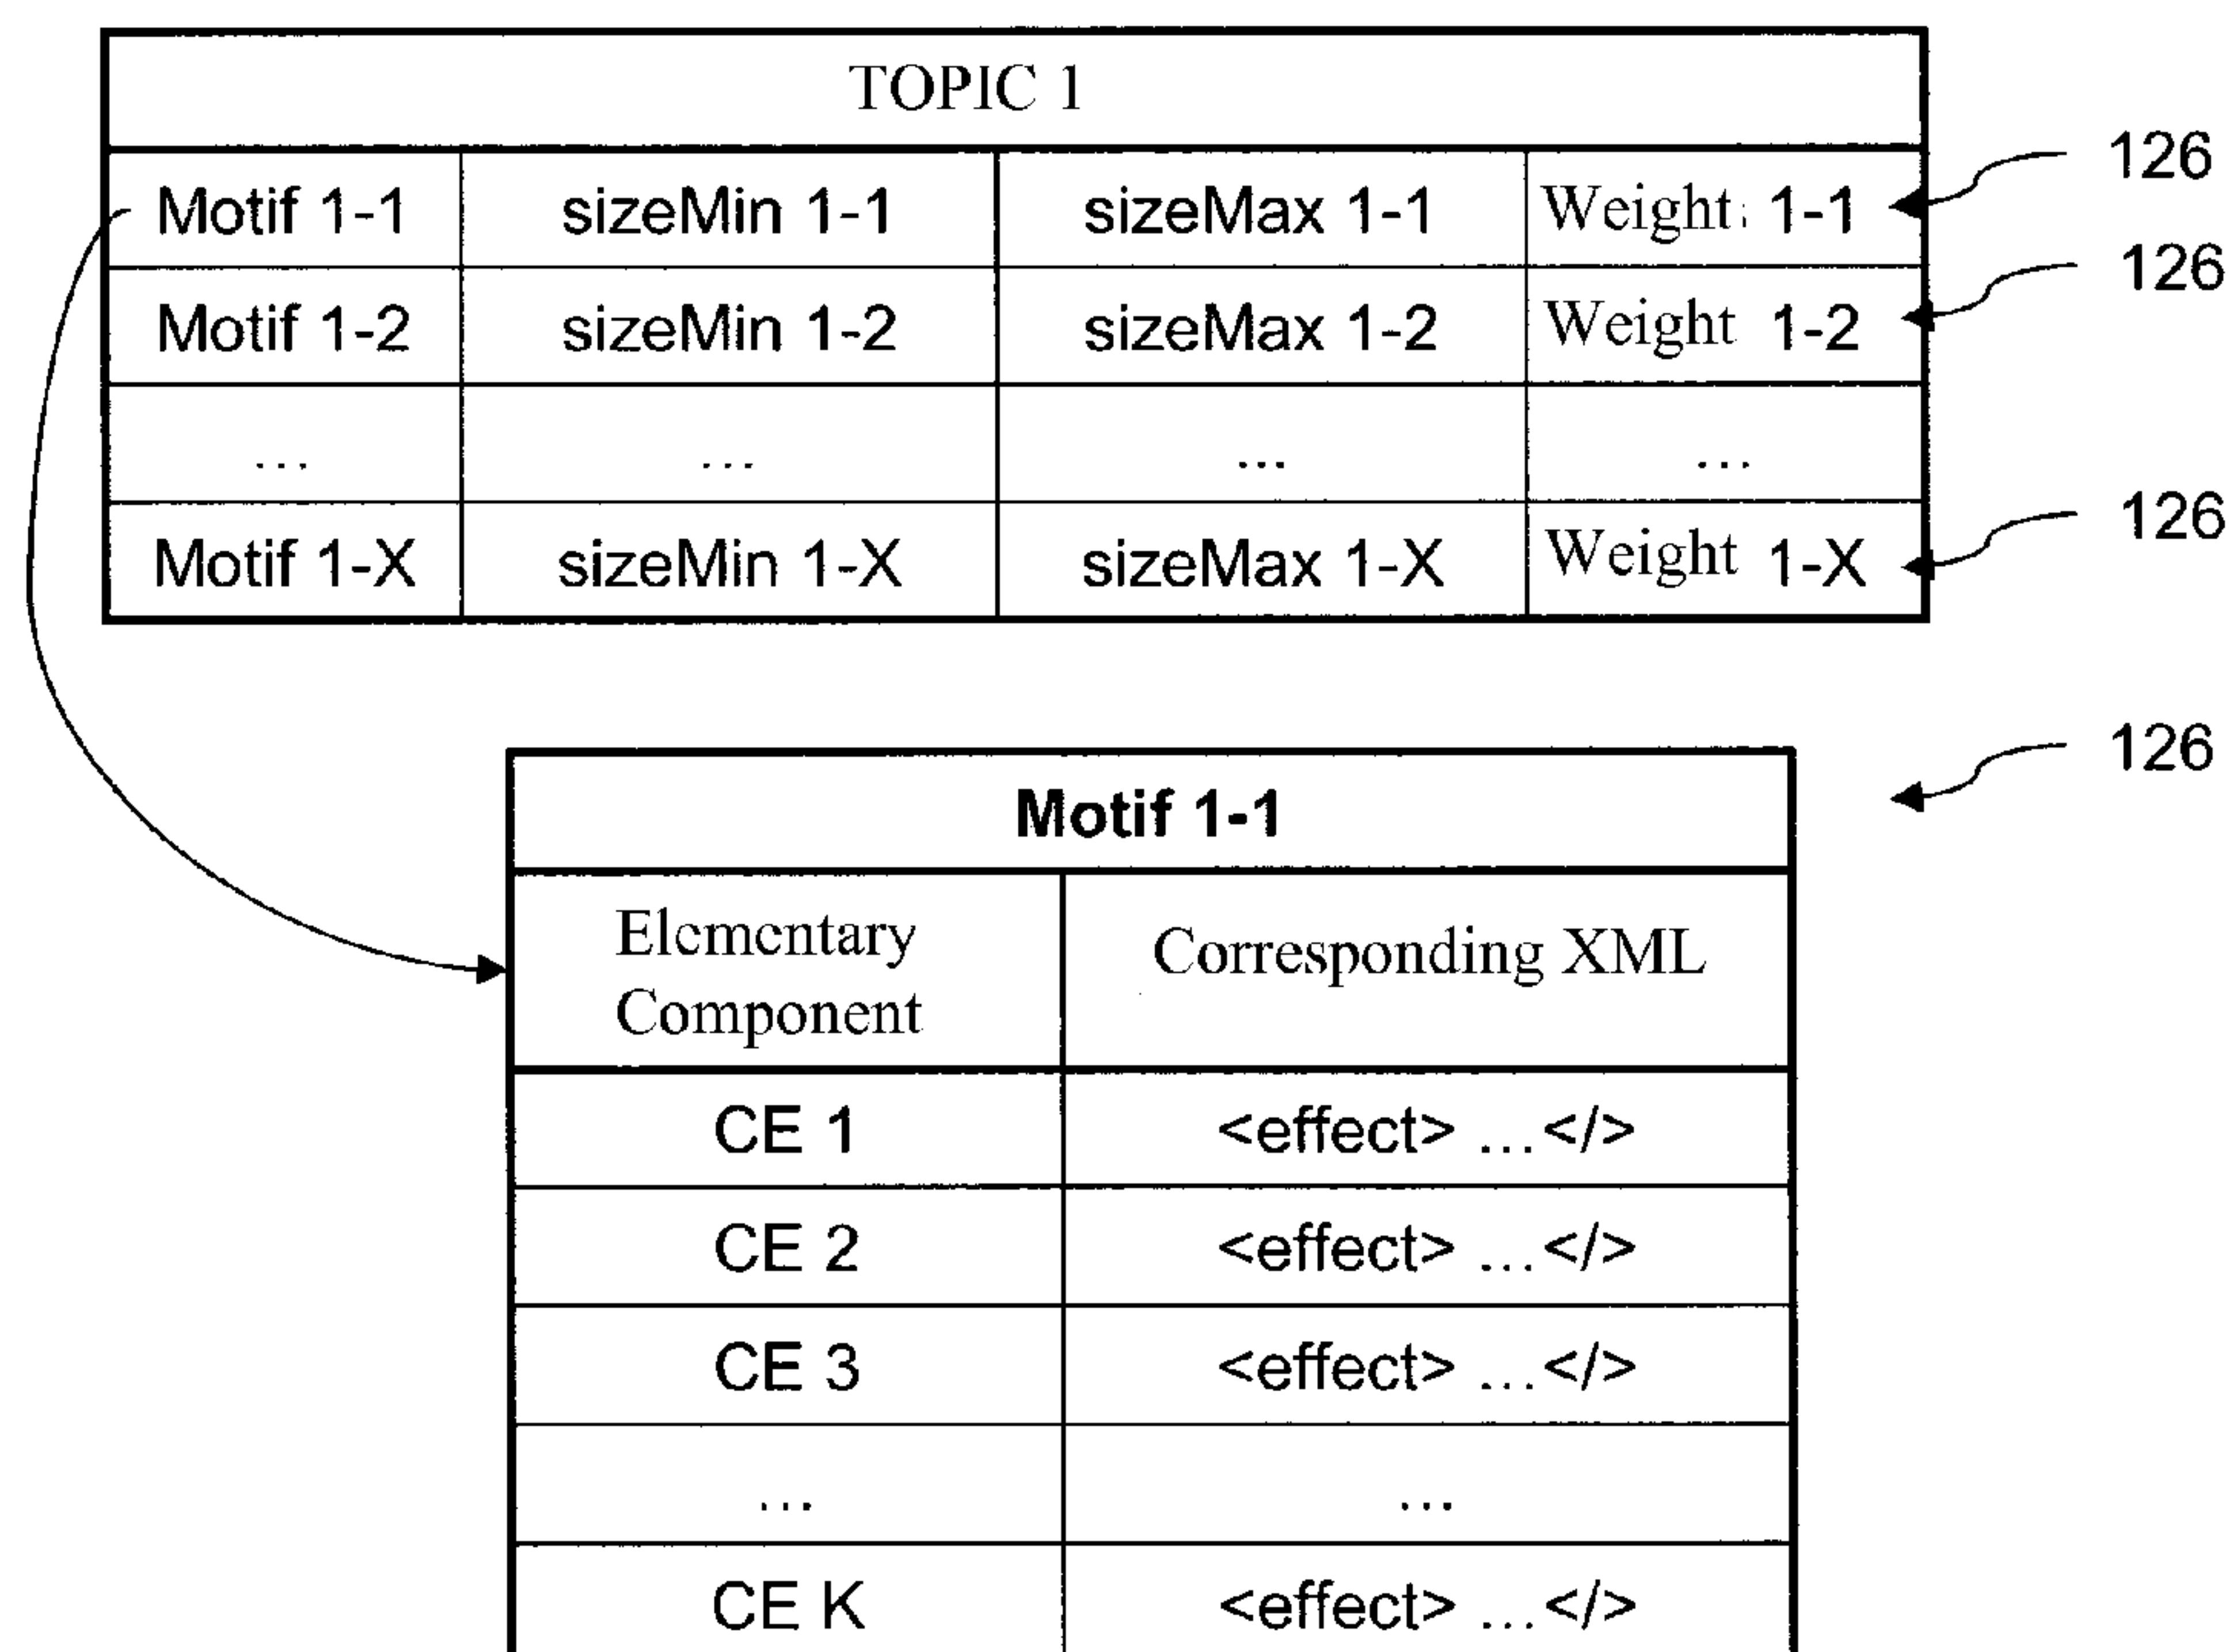 TOPIC 1
Motif 1-1 sizeMin 1-1 sizeMax 1-1 Weight 1-1 126
Motif 1-2 sizeMin 1-2 sizeMax 1-2 Weight 1-2 126
... ... ... ...
Motif 1-X sizeMin 1-X sizeMax 1-X Weight 1-X 126
126
Motif 1-1
Elementary
Component
Corresponding XML
CE 1 <effect> ...</>
CE 2 <effect> ...</>
CE 3 <effect> ...</>
... ...
CE K <effect> ...</>